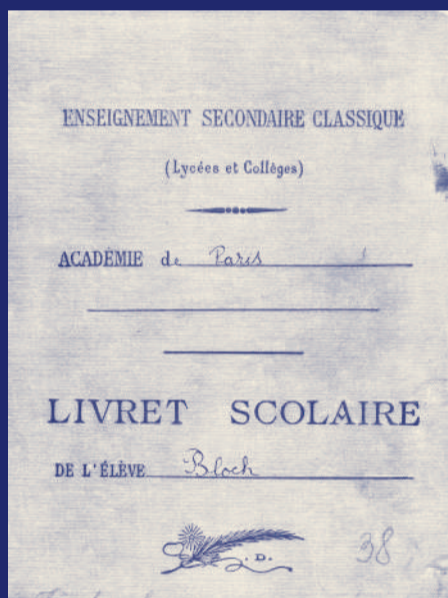 ENSEIGNEMENT SECONDAIRE CLASSIQUE
(Lycées et Collèges)
ACADÉMIE de Paris
LIVRET SCOLAIRE
DE L'ÉLÈVE Bloch
. D.
38